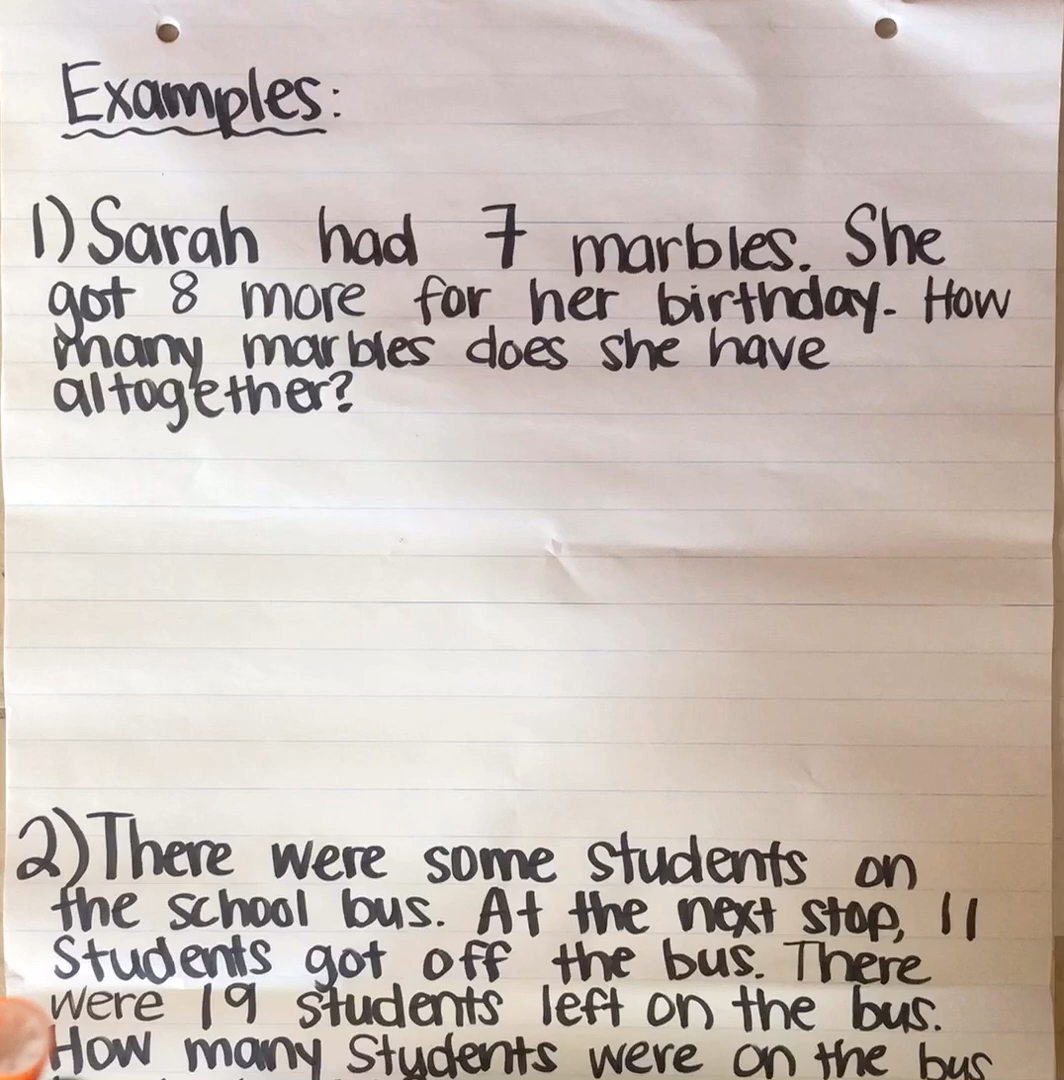 Examples:
1) Sarah had 7 marbles. She
got 8 more for her birthday. How
many marbles does she have
altogether?
2) There were some students on
the school bus. At the next stop, 11
Students got off the bus. There
were 19 students left on the bus.
How many Students were on the bus